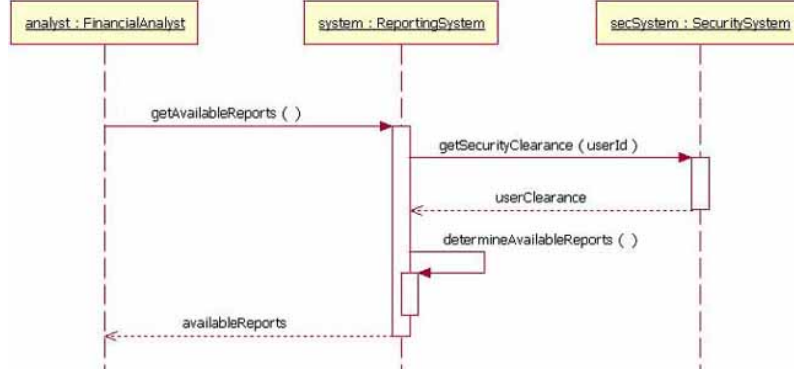 analyst : FinancialAnalyst
system : ReportingSystem
secSystem : SecuritySystem
getAvailableReports ( )
getSecurityClearance ( userId )
userClearance
determineAvailableReports ( )
availableReports